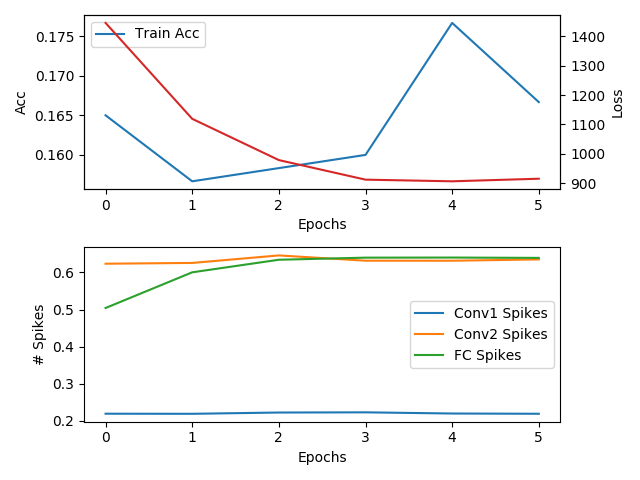 Train Acc
Acc
0.175
0.170
0.165
0.160
1400
1300
1200
1100
1000
900
Loss
0 1 2 3 4 5
Epochs
# Spikes
0.6
0.5
0.4
0.3
0.2
Conv1 Spikes
Conv2 Spikes
FC Spikes
0 1 2 3 4 5
Epochs